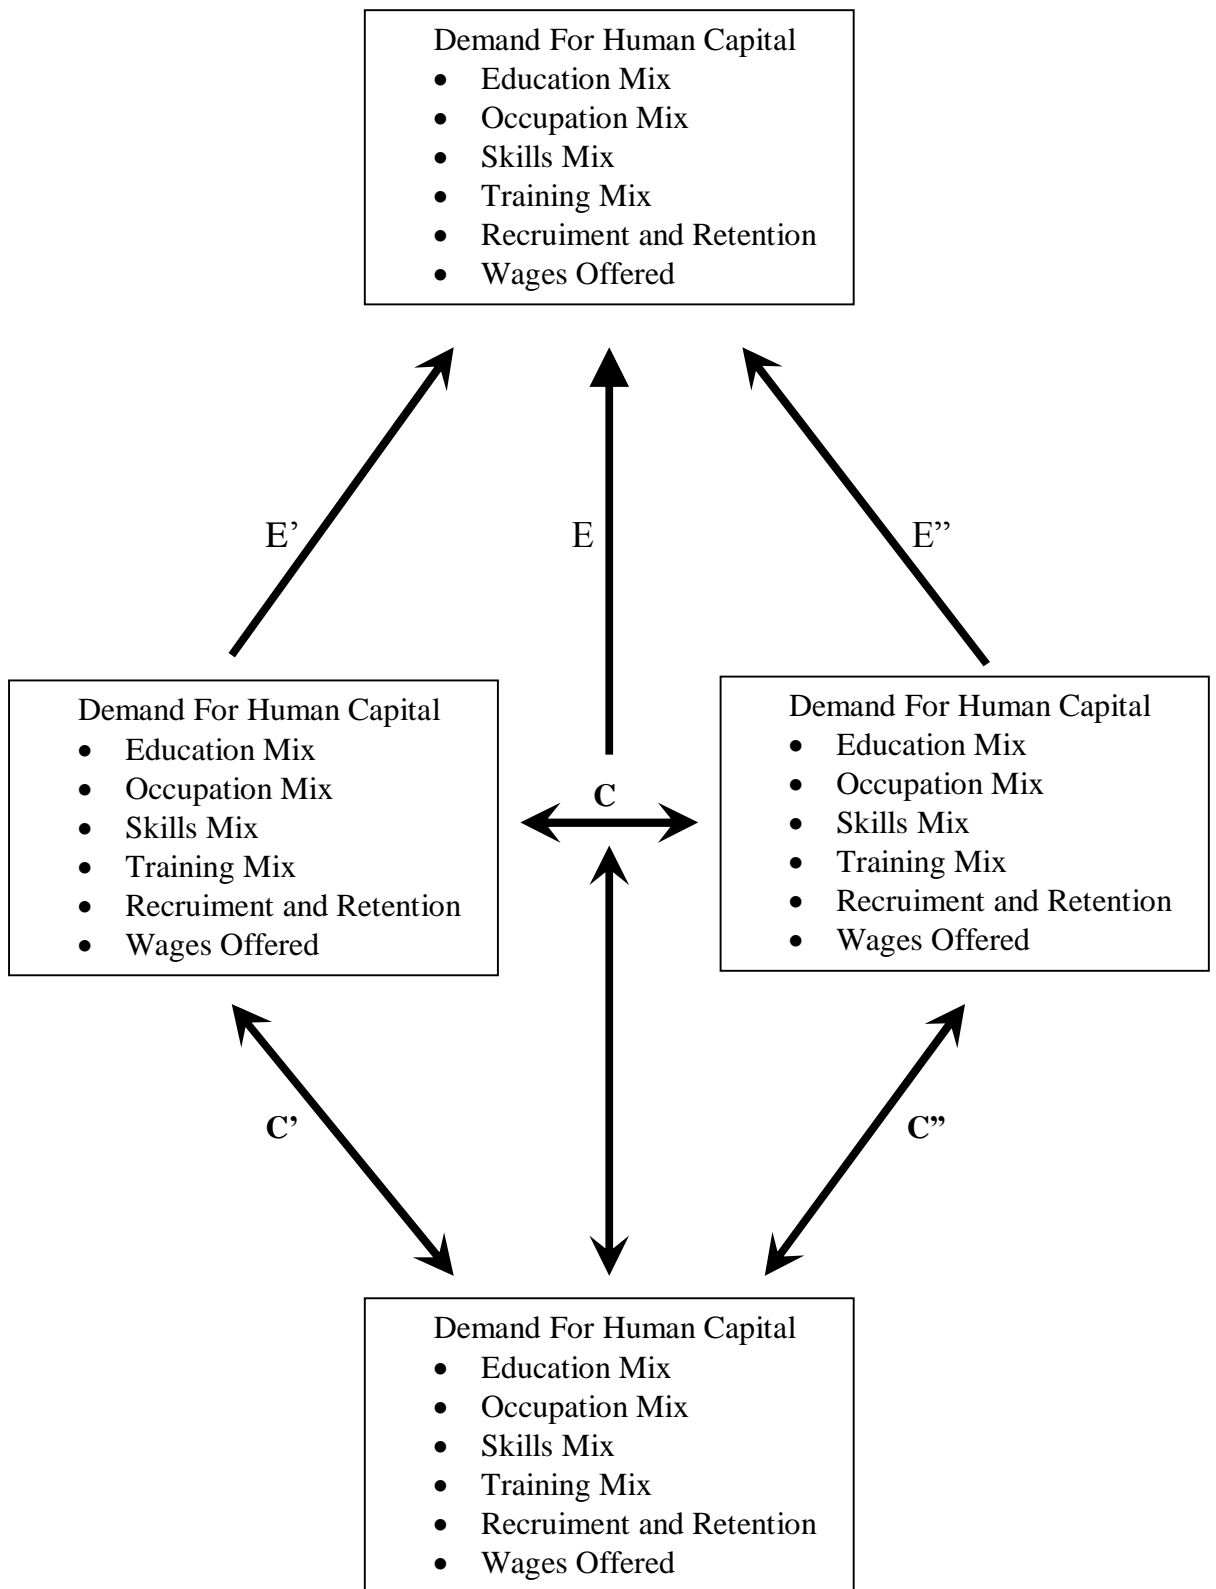 Demand For Human Capital
• Education Mix
• Occupation Mix
• Skills Mix
• Training Mix
• Recruiment and Retention
• Wages Offered
E’
E
E”
Demand For Human Capital
• Education Mix
• Occupation Mix
• Skills Mix
• Training Mix
• Recruiment and Retention
• Wages Offered
C
Demand For Human Capital
• Education Mix
• Occupation Mix
• Skills Mix
• Training Mix
• Recruiment and Retention
• Wages Offered
C’
C”
Demand For Human Capital
• Education Mix
• Occupation Mix
• Skills Mix
• Training Mix
• Recruiment and Retention
• Wages Offered